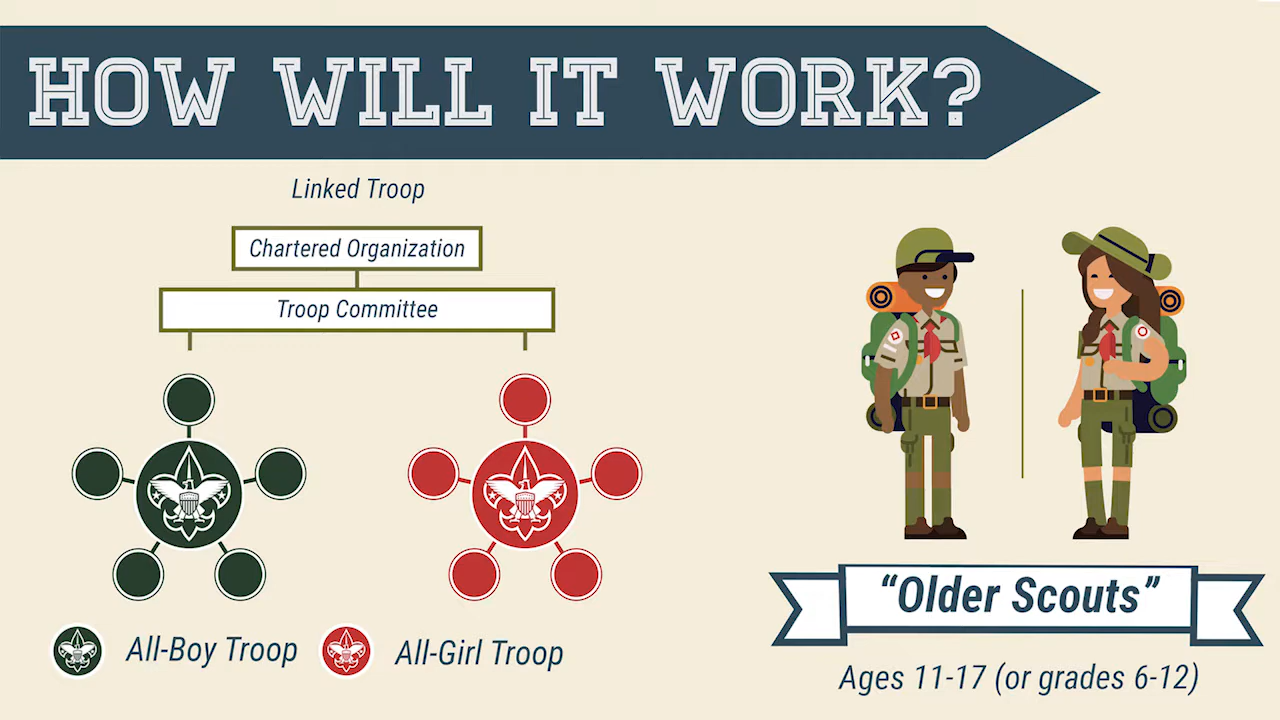 HOW WILL IT WORK?
Linked Troop
Chartered Organization
Troop Committee
All-Boy Troop
All-Girl Troop
“Older Scouts”
Ages 11-17 (or grades 6-12)